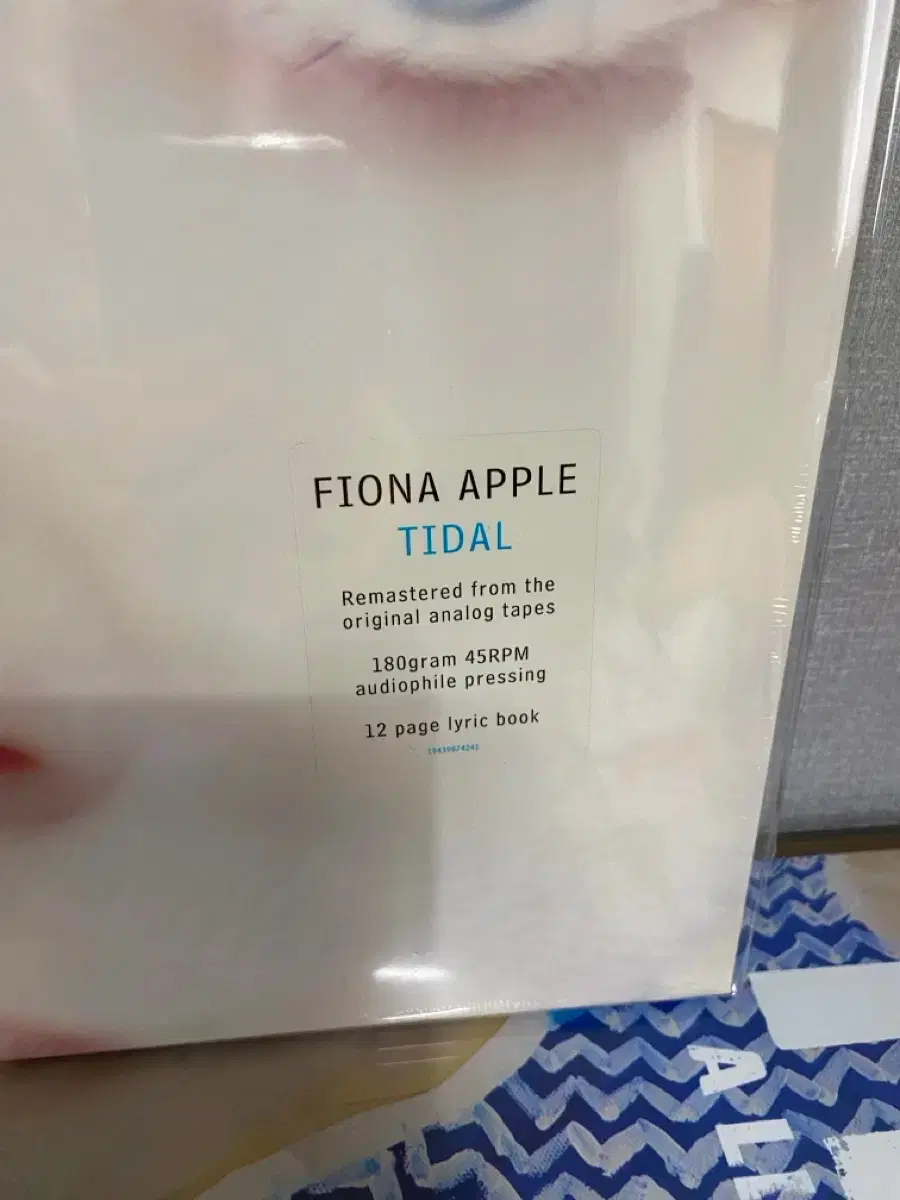 FIONA APPLE
TIDAL
Remastered from the
original analog tapes
180gram 45RPM
audiophile pressing
12 page lyric book